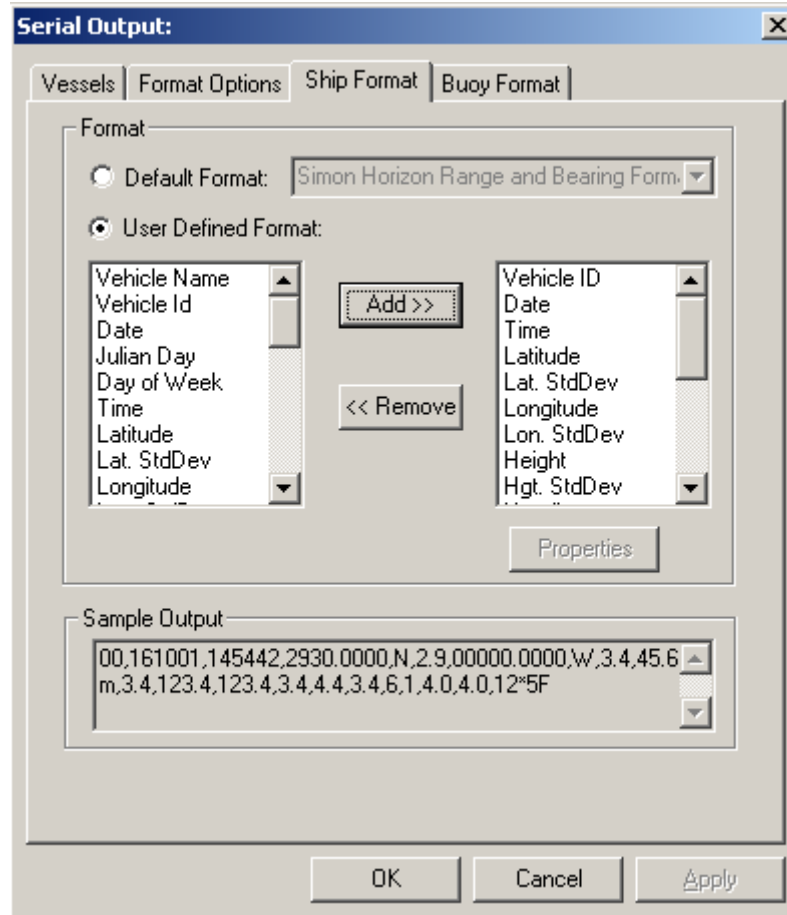 Serial Output:
Vessels
Format Options
Ship Format
Buoy Format
Format
Default Format:
Simon Horizon Range and Bearing Form
User Defined Format:
Vehicle Name
Vehicle Id
Date
Julian Day
Day of Week
Time
Latitude
Lat. StdDev
Longitude
Add >>
<< Remove
Vehicle ID
Date
Time
Latitude
Lat. StdDev
Longitude
Lon. StdDev
Height
Hgt. StdDev
Properties
Sample Output
00,161001,145442,2930.0000,N,2.9,00000.0000,W,3.4,45.6
m,3.4,123.4,123.4,3.4,4.4,3.4,6,1,4.0,4.0,12*5F
OK
Cancel
Apply